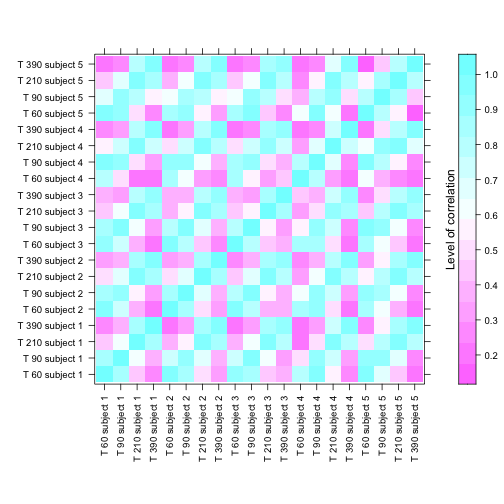 T 390 subject 5
T 210 subject 5
T 90 subject 5
T 60 subject 5
T 390 subject 4
T 210 subject 4
T 90 subject 4
T 60 subject 4
T 390 subject 3
T 210 subject 3
T 90 subject 3
T 60 subject 3
T 390 subject 2
T 210 subject 2
T 90 subject 2
T 60 subject 2
T 390 subject 1
T 210 subject 1
T 90 subject 1
T 60 subject 1
T 60 subject 1
T 90 subject 1
T 210 subject 1
T 390 subject 1
T 60 subject 2
T 90 subject 2
T 210 subject 2
T 390 subject 2
T 60 subject 3
T 90 subject 3
T 210 subject 3
T 390 subject 3
T 60 subject 4
T 90 subject 4
T 210 subject 4
T 390 subject 4
T 60 subject 5
T 90 subject 5
T 210 subject 5
T 390 subject 5
Level of correlation
1.0
0.9
0.8
0.7
0.6
0.5
0.4
0.3
0.2